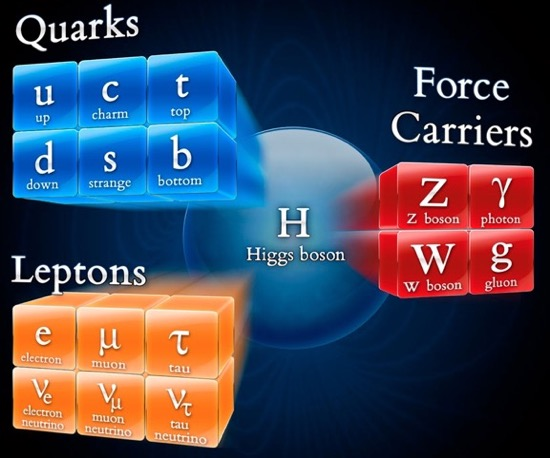 Quarks
u c t
up charm top
d s b
down strange bottom
Force
Carriers
Z γ
Z boson photon
W g
W boson gluon
H
Higgs boson
Leptons
e μ τ
electron muon tau
νe νμ ντ
electron muon tau
neutrino neutrino neutrino